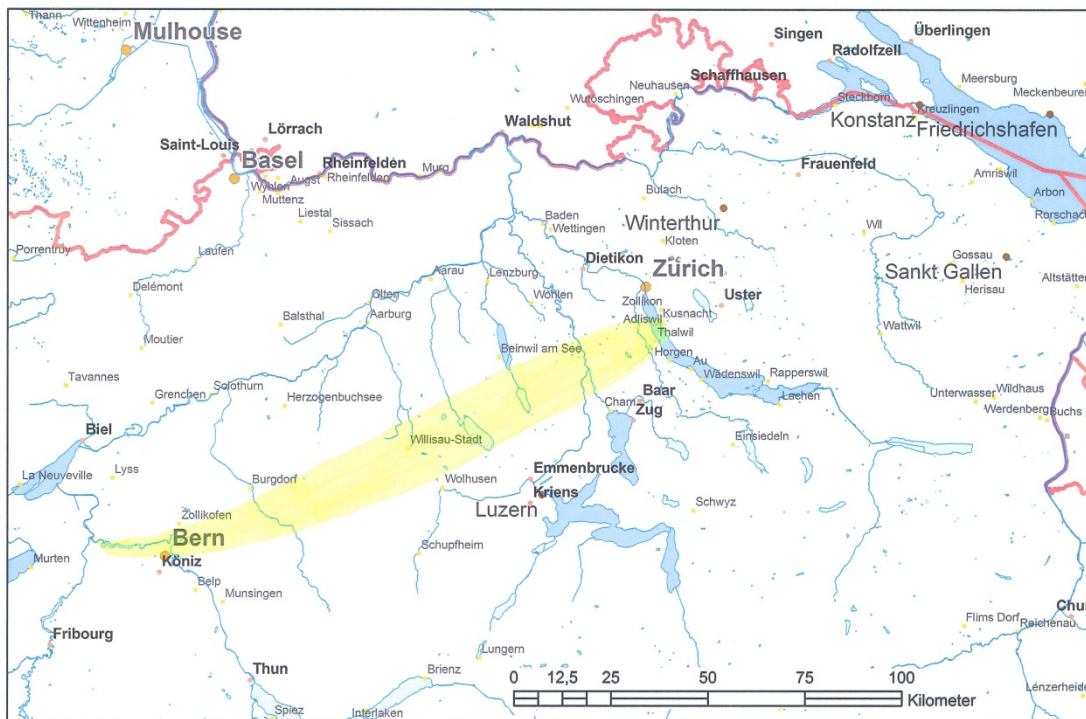 Thann
Wittenheim
Mulhouse
Singen
Überlingen
Radolfzell
Schaffhausen
Neuhausen
Meersburg
Meckenbeuren
Steckborn
Wutoschingen
Kreuzlingen
Konstanz
Friedrichshafen
Lörrach
Waldshut
Saint-Louis
Basel
Rheinfelden
Murg
Frauenfeld
Wyhlen
Augst
Rheinfelden
Amriswil
Muttenz
Bulach
Arbon
Liestal
Sissach
Baden
Wettingen
Winterthur
Rorschach
Wil
Porrentruy
Laufen
Kloten
Gossau
Dietikon
Zürich
Sankt Gallen
Aarau
Lenzburg
Altstätten
Herisau
Delémont
Olten
Wohlen
Zollikon
Uster
Kusnacht
Balsthal
Aarburg
Adliswil
Thalwil
Wattwil
Moutier
Beinwil am See
Horgen
Au
Tavannes
Solothurn
Wädenswil
Rapperswil
Grenchen
Herzogenbuchsee
Baar
Cham
Zug
Lachen
Unterwasser
Wildhaus
Werdenberg
Buchs
Biel
Willisau-Stadt
Einsiedeln
La Neuveville
Lyss
Burgdorf
Wolhusen
Emmenbrucke
Kriens
Luzern
Schwyz
Zollikofen
Bern
Murten
Köniz
Schupfheim
Belp
Munsingen
Chur
Flims Dorf
Reichenau
Fribourg
Lungern
Thun
Brienz
Spiez
Interlaken
Lénzerheide
0 12,5 25 50 75 100
Kilometer